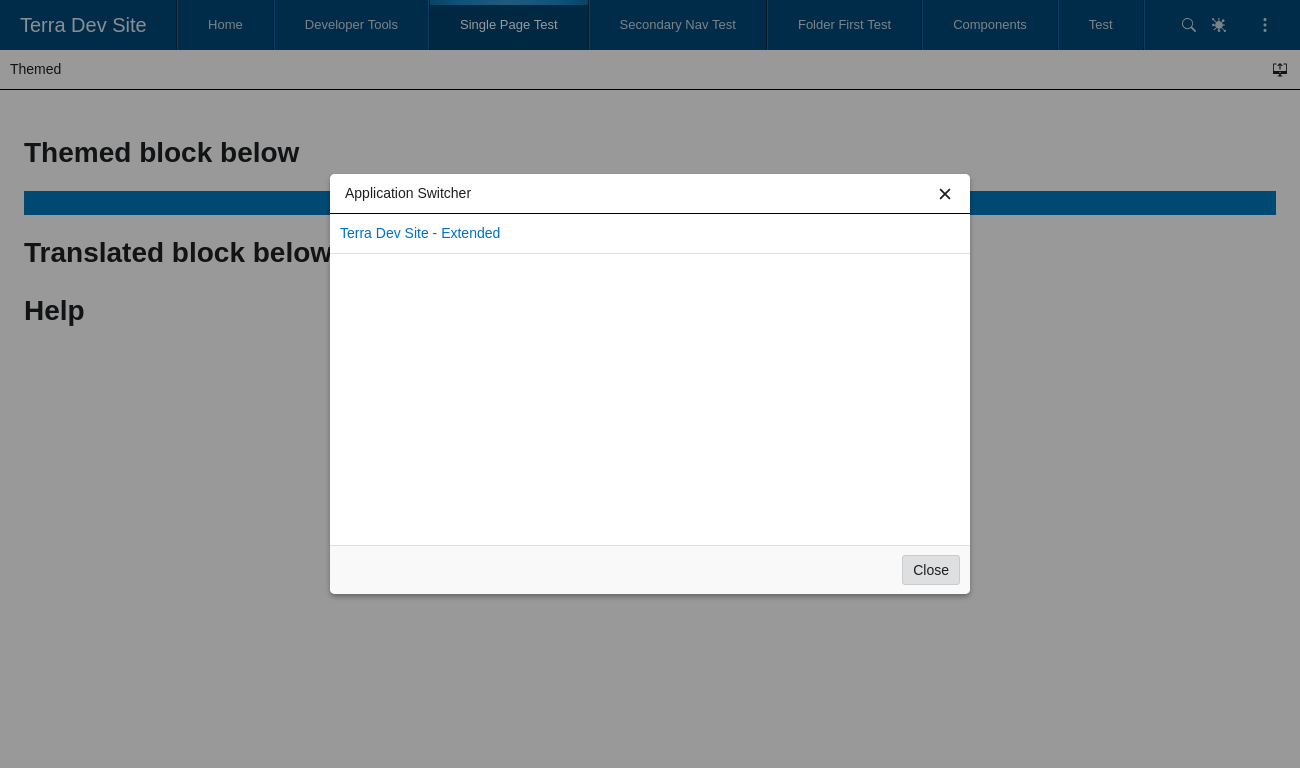 Terra Dev Site
Home
Developer Tools
Single Page Test
Secondary Nav Test
Folder First Test
Components
Test
Themed
Themed block below
Application Switcher
Terra Dev Site - Extended
Translated block below
Help
Close